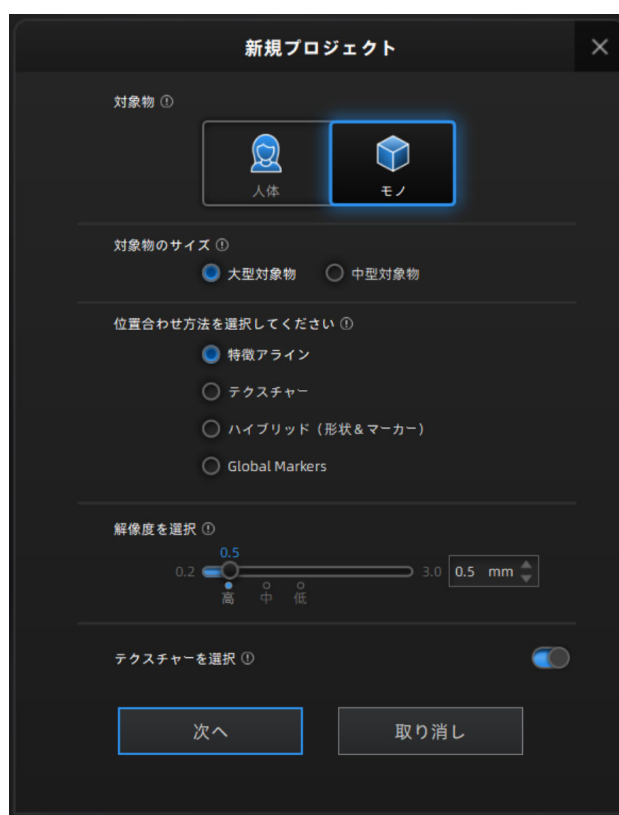 新規プロジェクト
対象物
人体
モノ
対象物のサイズ
大型対象物 中型対象物
位置合わせ方法を選択してください
特徴アライン
テクスチャー
ハイブリッド（形状＆マーカー）
Global Markers
解像度を選択
0.5
0.2 3.0 0.5 mm
高 中 低
テクスチャーを選択
次へ 取り消し